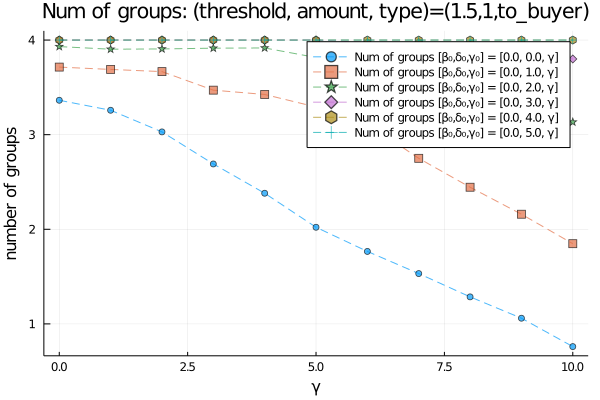 Num of groups: (threshold, amount, type)=(1.5,1,to_buyer)
4
3
2
1
number of groups
Num of groups [β₀,δ₀,γ₀] = [0.0, 0.0, γ]
Num of groups [β₀,δ₀,γ₀] = [0.0, 1.0, γ]
Num of groups [β₀,δ₀,γ₀] = [0.0, 2.0, γ]
Num of groups [β₀,δ₀,γ₀] = [0.0, 3.0, γ]
Num of groups [β₀,δ₀,γ₀] = [0.0, 4.0, γ]
Num of groups [β₀,δ₀,γ₀] = [0.0, 5.0, γ]
0.0 2.5 5.0 7.5 10.0
γ